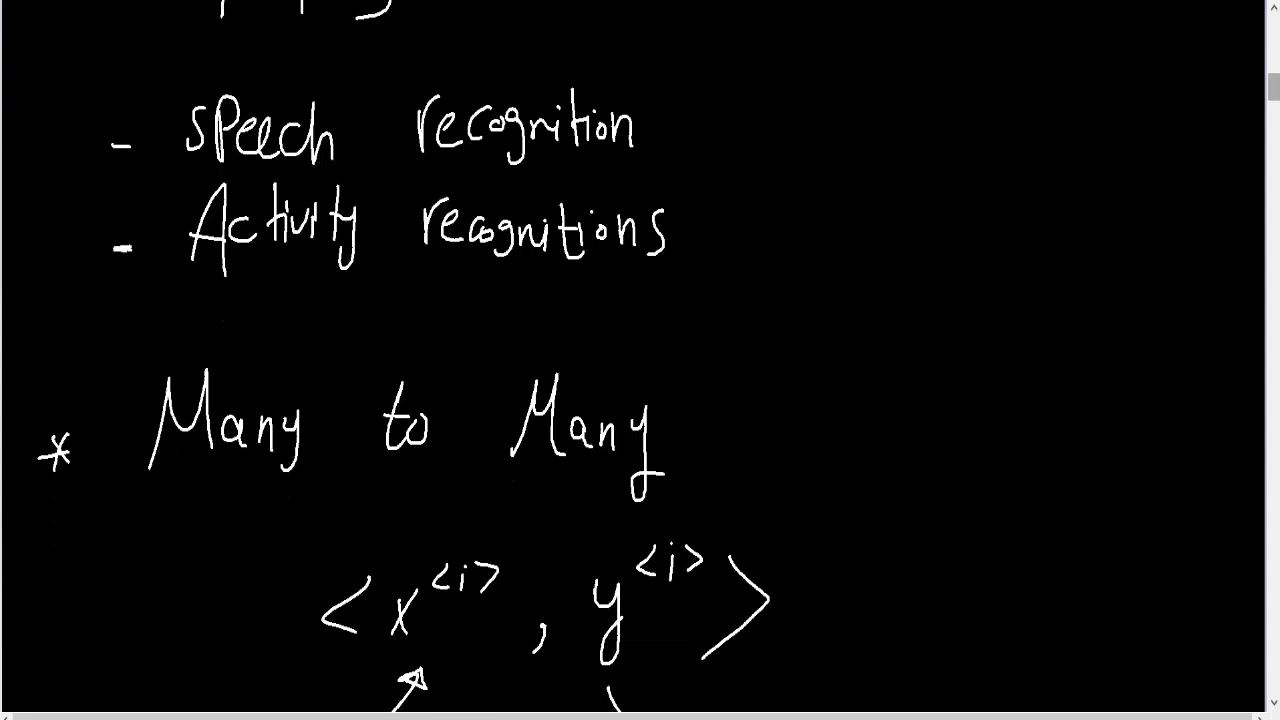 - Speech recognition
- Activity recognitions
* Many to Many
< x^<i> , y^<i> >